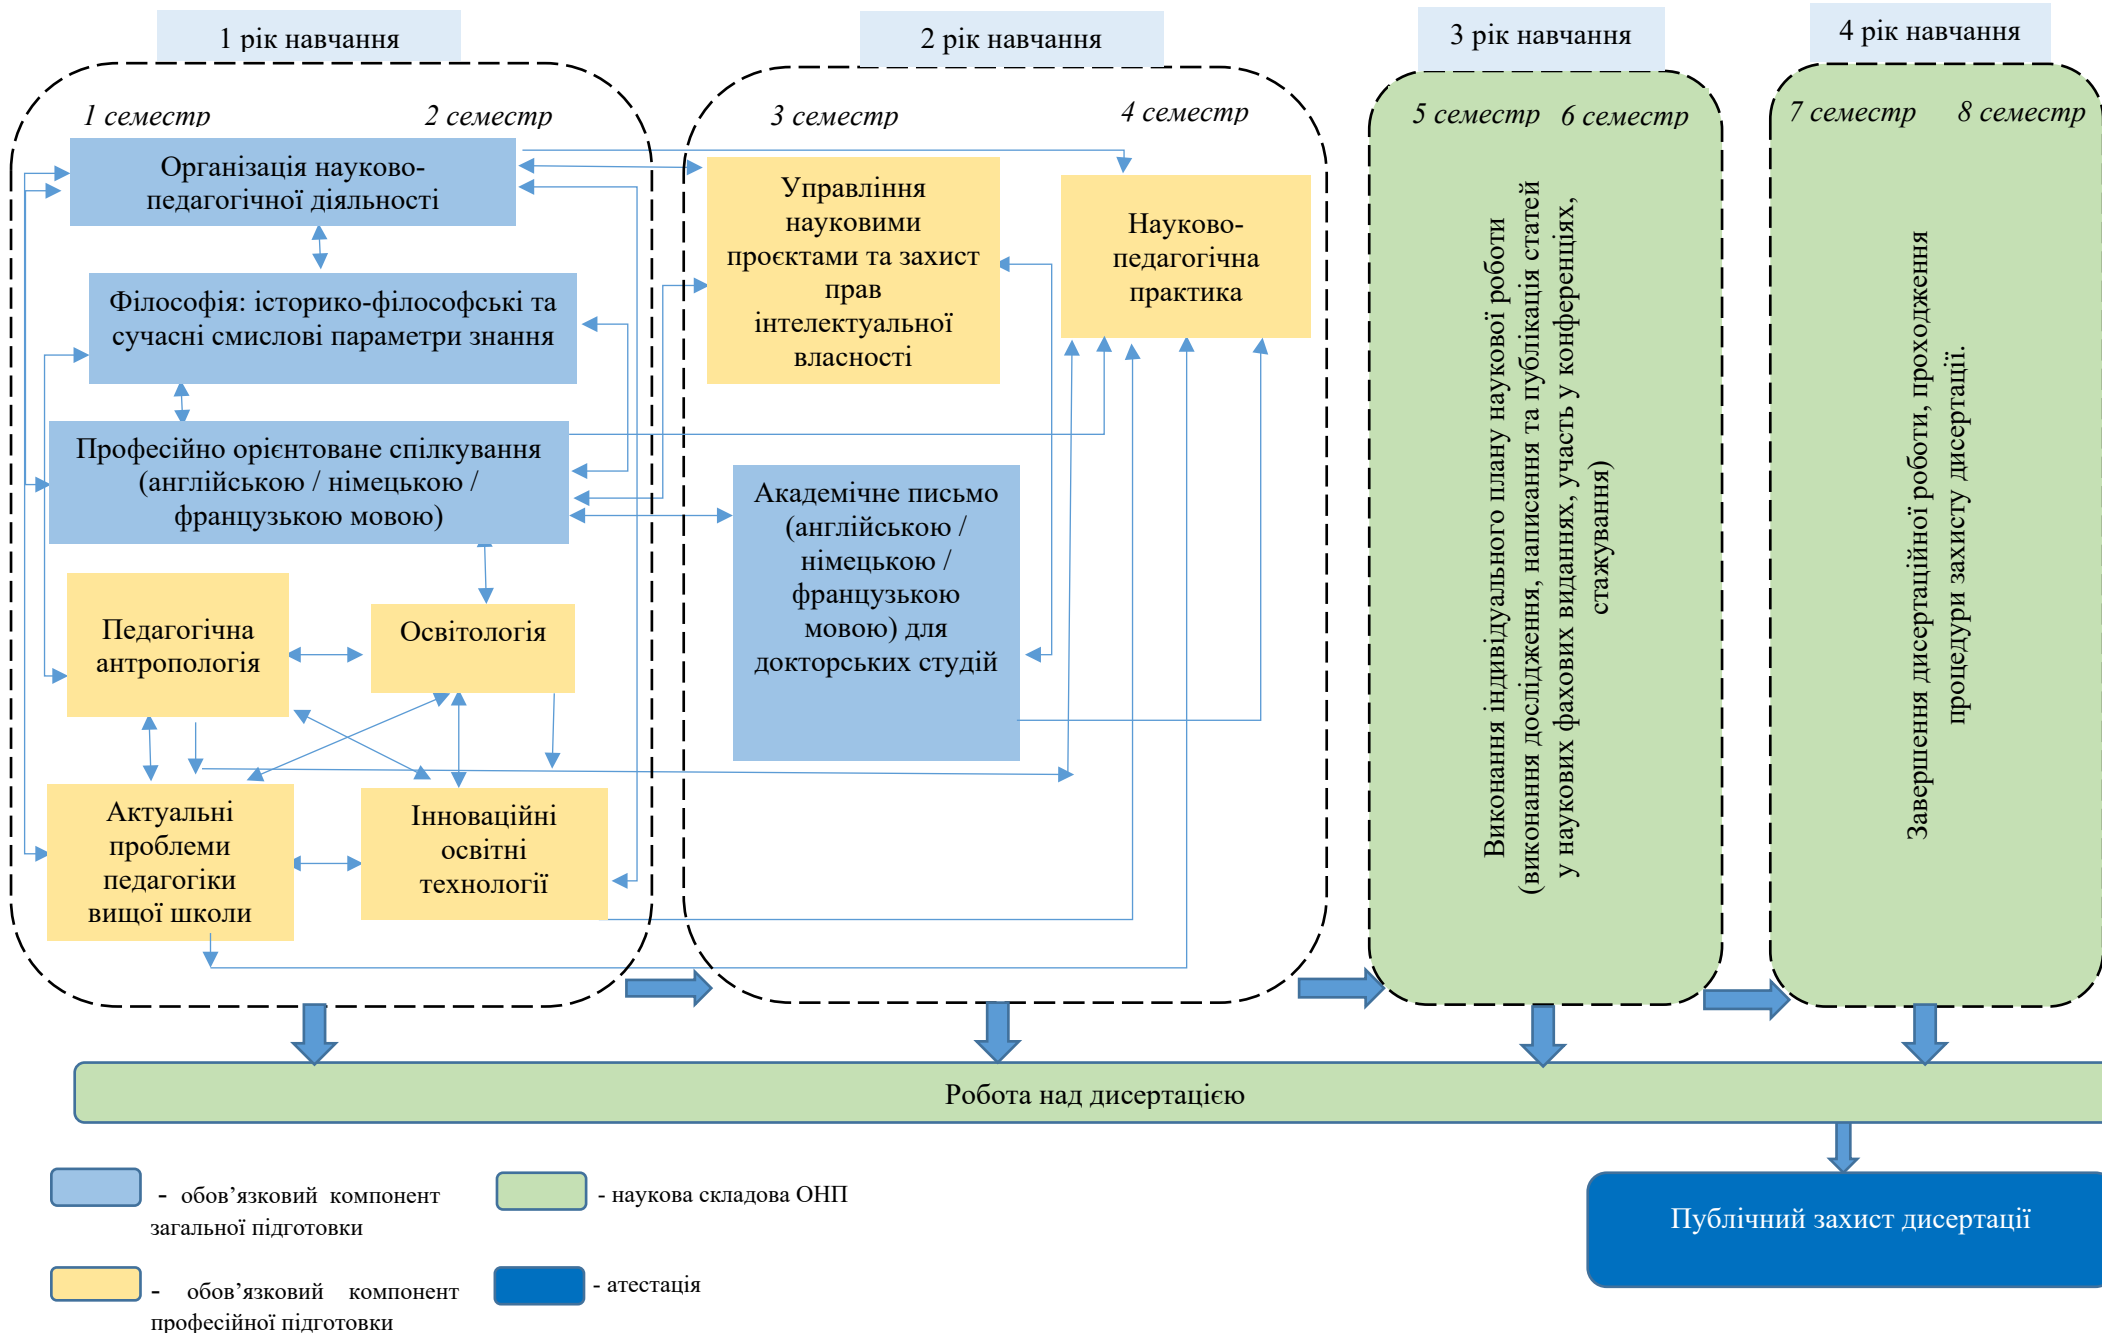 1 рік навчання
2 рік навчання
3 рік навчання
4 рік навчання
1 семестр
2 семестр
3 семестр
4 семестр
5 семестр
6 семестр
7 семестр
8 семестр
Організація науково-
педагогічної діяльності
Філософія: історико-філософські та
сучасні смислові параметри знання
Професійно орієнтоване спілкування
(англійською / німецькою /
французькою мовою)
Педагогічна
антропологія
Освітологія
Актуальні
проблеми
педагогіки
вищої школи
Інноваційні
освітні
технології
Управління
науковими
проєктами та захист
прав
інтелектуальної
власності
Науково-
педагогічна
практика
Академічне письмо
(англійською /
німецькою /
французькою
мовою) для
докторських студій
Виконання індивідуального плану наукової роботи
(виконання дослідження, написання та публікація статей
у наукових фахових виданнях, участь у конференціях,
стажування)
Завершення дисертаційної роботи, проходження
процедури захисту дисертації.
Робота над дисертацією
Публічний захист дисертації
- обов’язковий компонент
загальної підготовки
- наукова складова ОНП
- обов’язковий компонент
професійної підготовки
- атестація